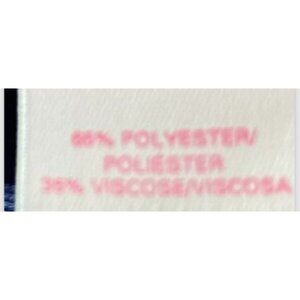 65% POLYESTER/
POLIESTER
35% VISCOSE/VISCOSA